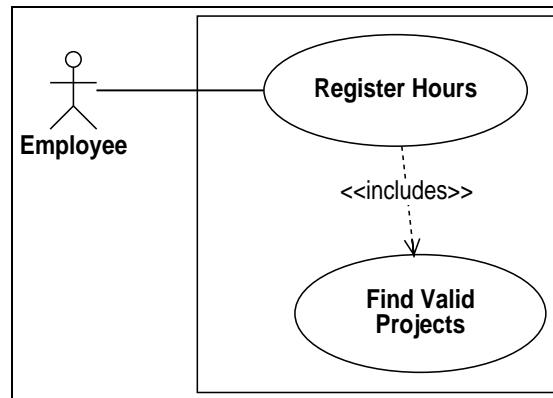 Register Hours
Employee
<<includes>>
Find Valid
Projects